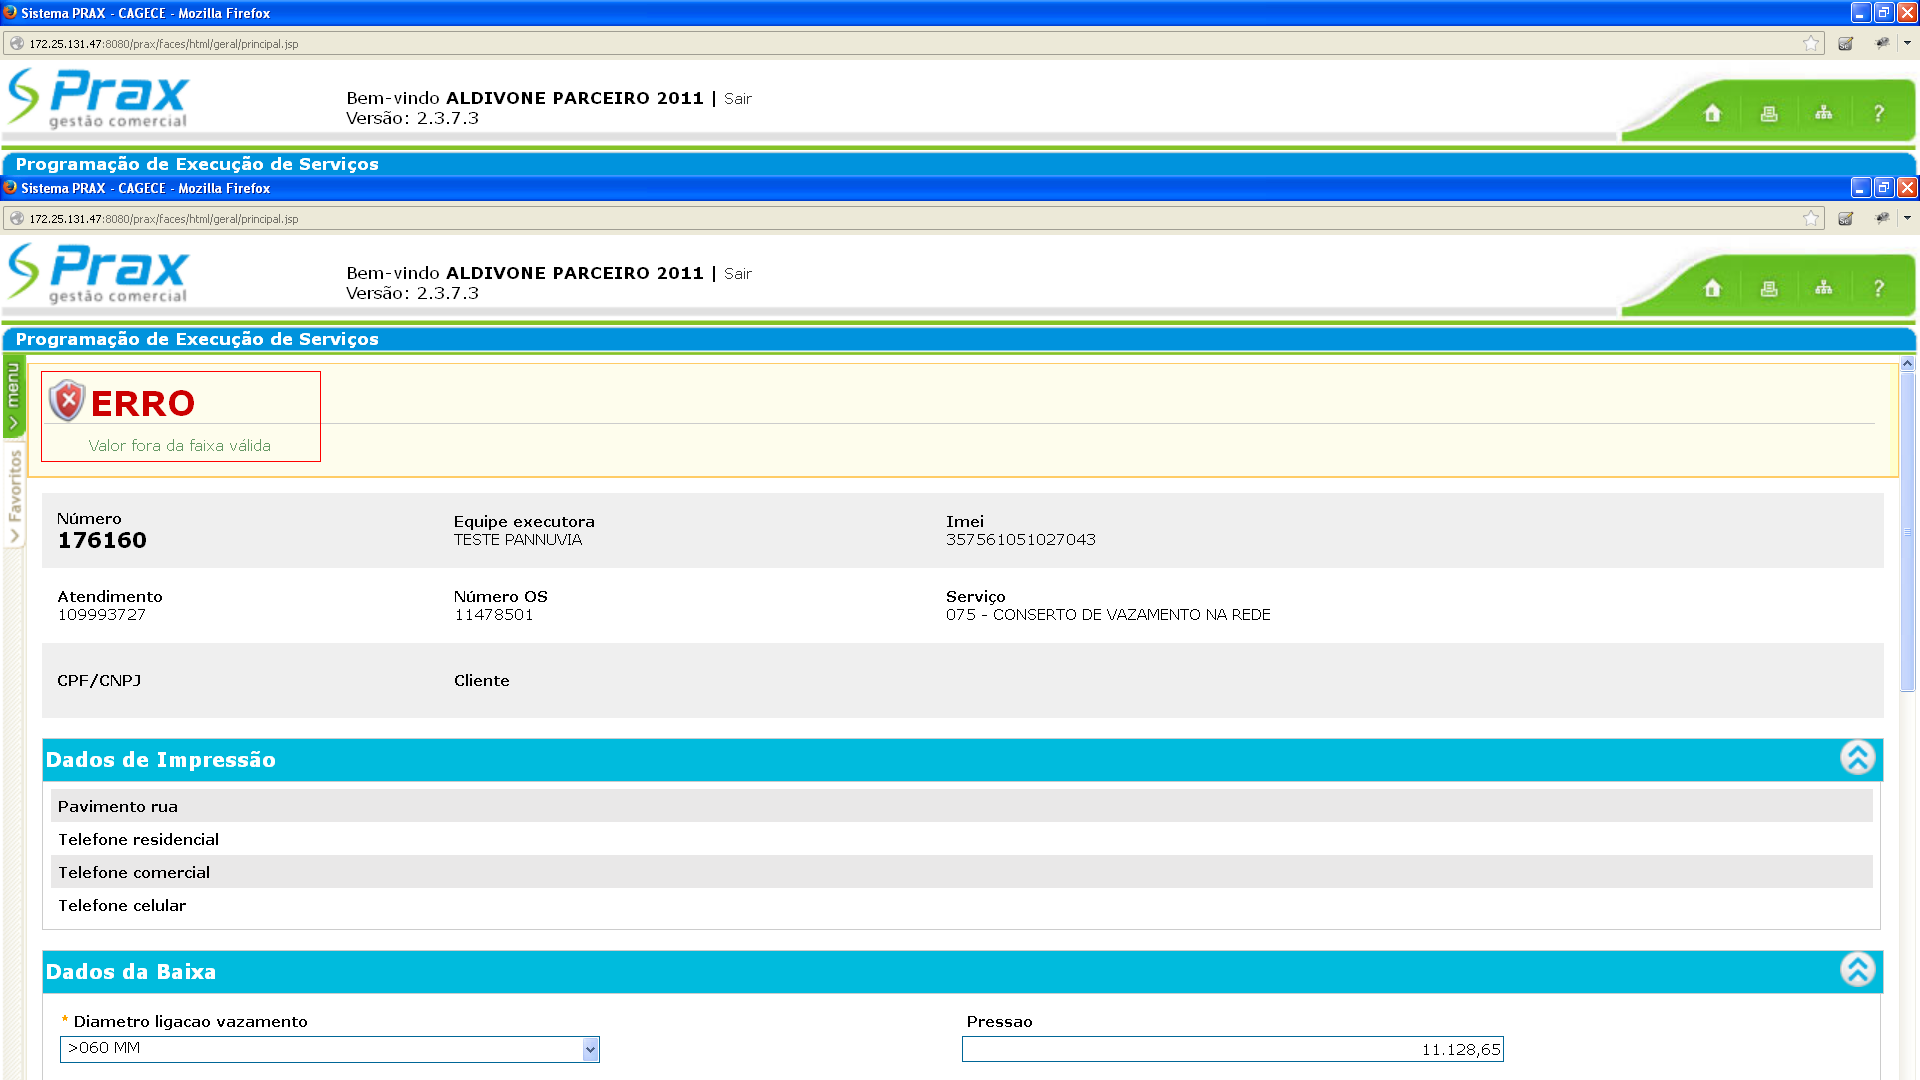 Sistema PRAX - CAGECE - Mozilla Firefox
172.25.131.47:8080/prax/faces/html/geral/principal.jsp
Prax
gestão comercial
Bem-vindo ALDIVONE PARCEIRO 2011 | Sair
Versão: 2.3.7.3
?
Programação de Execução de Serviços
Sistema PRAX - CAGECE - Mozilla Firefox
172.25.131.47:8080/prax/faces/html/geral/principal.jsp
Prax
gestão comercial
Bem-vindo ALDIVONE PARCEIRO 2011 | Sair
Versão: 2.3.7.3
?
Programação de Execução de Serviços
menu
Favoritos
ERRO
Valor fora da faixa válida
Número Equipe executora Imei
176160 TESTE PANNUVIA 357561051027043
Atendimento Número OS Serviço
109993727 11478501 075 - CONSERTO DE VAZAMENTO NA REDE
CPF/CNPJ Cliente
Dados de Impressão
Pavimento rua
Telefone residencial
Telefone comercial
Telefone celular
Dados da Baixa
* Diametro ligacao vazamento Pressao
>060 MM 11.128,65